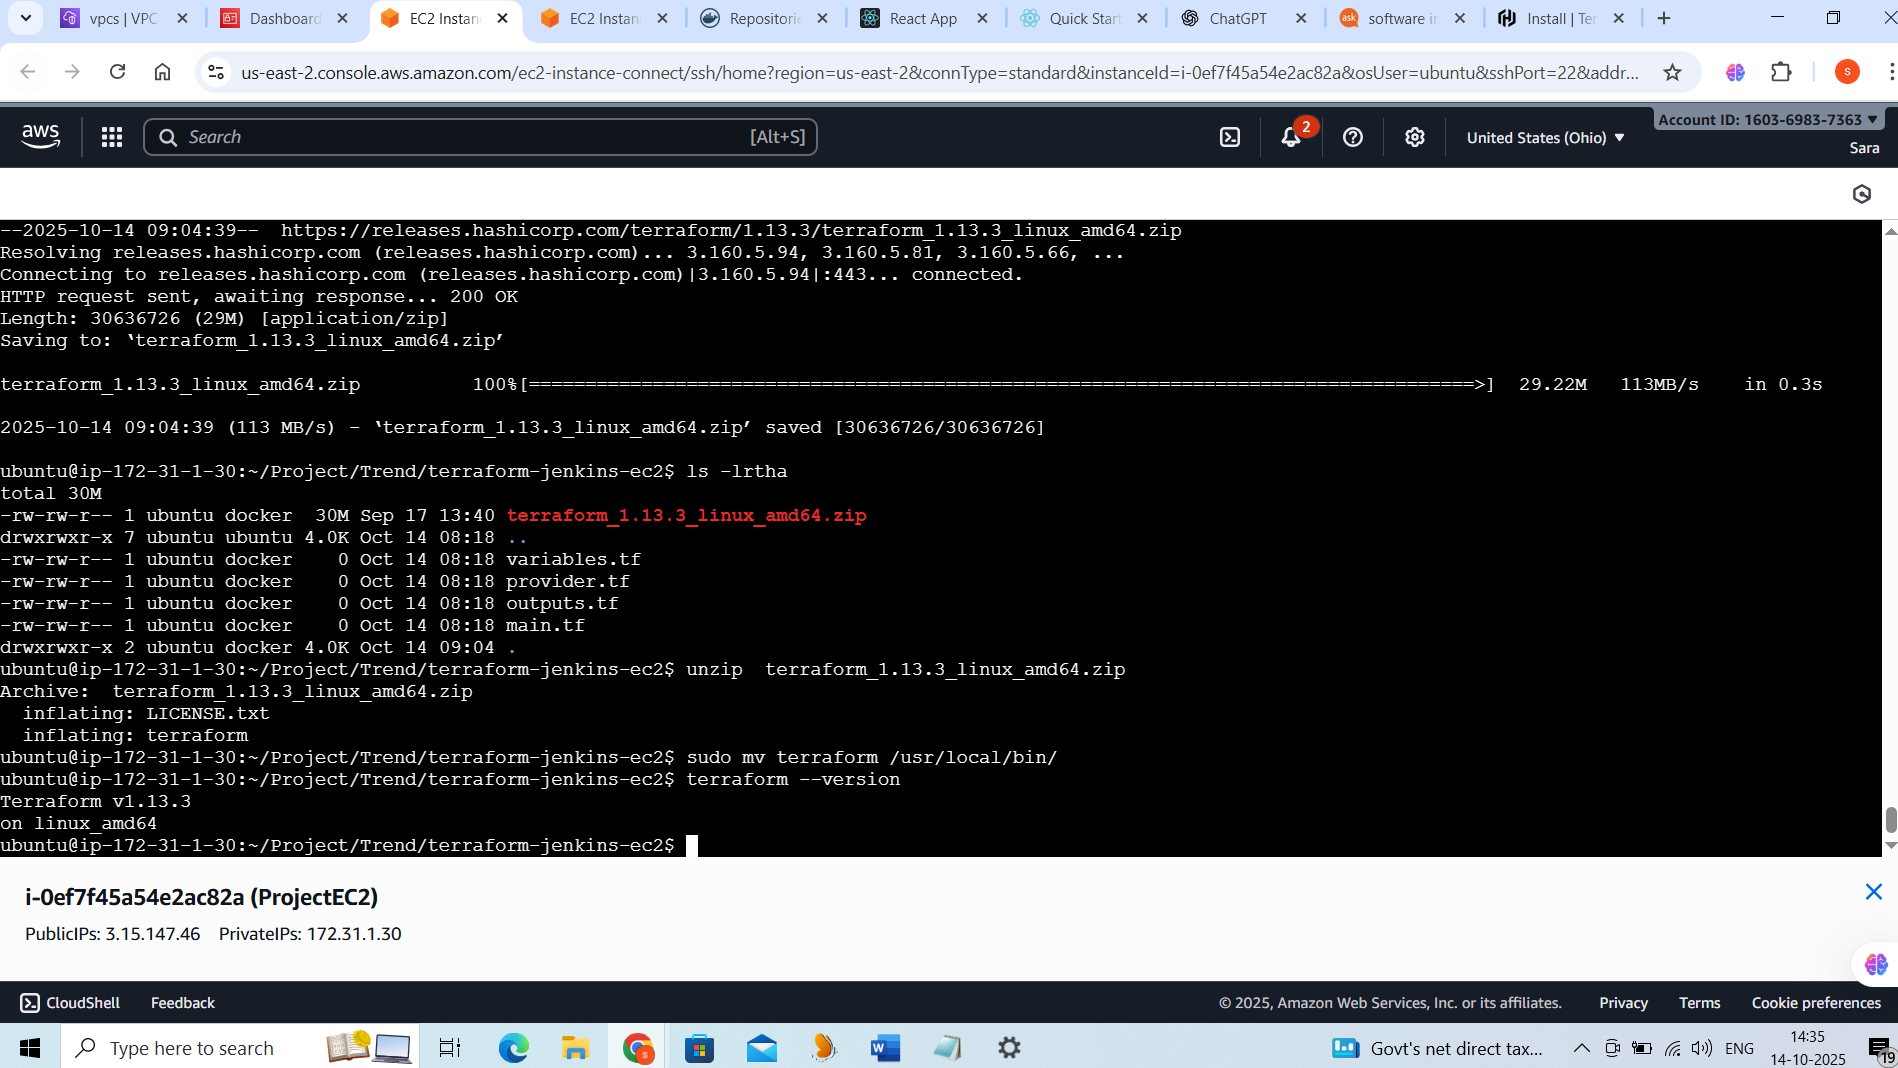 vpcs | VPC
Dashboard
EC2 Instan
EC2 Instan
Repositorie
React App
Quick Start
ChatGPT
ask
software in
Install | Ter
us-east-2.console.aws.amazon.com/ec2-instance-connect/ssh/home?region=us-east-2&connType=standard&instanceId=i-0ef7f45a54e2ac82a&osUser=ubuntu&sshPort=22&addr...
S
aws
Search
[Alt+S]
2
United States (Ohio)
Account ID: 1603-6983-7363
Sara
--2025-10-14 09:04:39--  https://releases.hashicorp.com/terraform/1.13.3/terraform_1.13.3_linux_amd64.zip
Resolving releases.hashicorp.com (releases.hashicorp.com)... 3.160.5.94, 3.160.5.81, 3.160.5.66, ...
Connecting to releases.hashicorp.com (releases.hashicorp.com)|3.160.5.94|:443... connected.
HTTP request sent, awaiting response... 200 OK
Length: 30636726 (29M) [application/zip]
Saving to: ‘terraform_1.13.3_linux_amd64.zip’
terraform_1.13.3_linux_amd64.zip          100%[====================================================================================>]  29.22M   113MB/s    in 0.3s
2025-10-14 09:04:39 (113 MB/s) - ‘terraform_1.13.3_linux_amd64.zip’ saved [30636726/30636726]
ubuntu@ip-172-31-1-30:~/Project/Trend/terraform-jenkins-ec2$ ls -lrtha
total 30M
-rw-rw-r-- 1 ubuntu docker  30M Sep 17 13:40 terraform_1.13.3_linux_amd64.zip
drwxrwxr-x 7 ubuntu ubuntu 4.0K Oct 14 08:18 ..
-rw-rw-r-- 1 ubuntu docker    0 Oct 14 08:18 variables.tf
-rw-rw-r-- 1 ubuntu docker    0 Oct 14 08:18 provider.tf
-rw-rw-r-- 1 ubuntu docker    0 Oct 14 08:18 outputs.tf
-rw-rw-r-- 1 ubuntu docker    0 Oct 14 08:18 main.tf
drwxrwxr-x 2 ubuntu docker 4.0K Oct 14 09:04 .
ubuntu@ip-172-31-1-30:~/Project/Trend/terraform-jenkins-ec2$ unzip  terraform_1.13.3_linux_amd64.zip
Archive:  terraform_1.13.3_linux_amd64.zip
  inflating: LICENSE.txt
  inflating: terraform
ubuntu@ip-172-31-1-30:~/Project/Trend/terraform-jenkins-ec2$ sudo mv terraform /usr/local/bin/
ubuntu@ip-172-31-1-30:~/Project/Trend/terraform-jenkins-ec2$ terraform --version
Terraform v1.13.3
on linux_amd64
ubuntu@ip-172-31-1-30:~/Project/Trend/terraform-jenkins-ec2$
i-0ef7f45a54e2ac82a (ProjectEC2)
PublicIPs: 3.15.147.46    PrivateIPs: 172.31.1.30
CloudShell
Feedback
© 2025, Amazon Web Services, Inc. or its affiliates.
Privacy
Terms
Cookie preferences
Type here to search
Govt's net direct tax...
ENG
14:35
14-10-2025
19